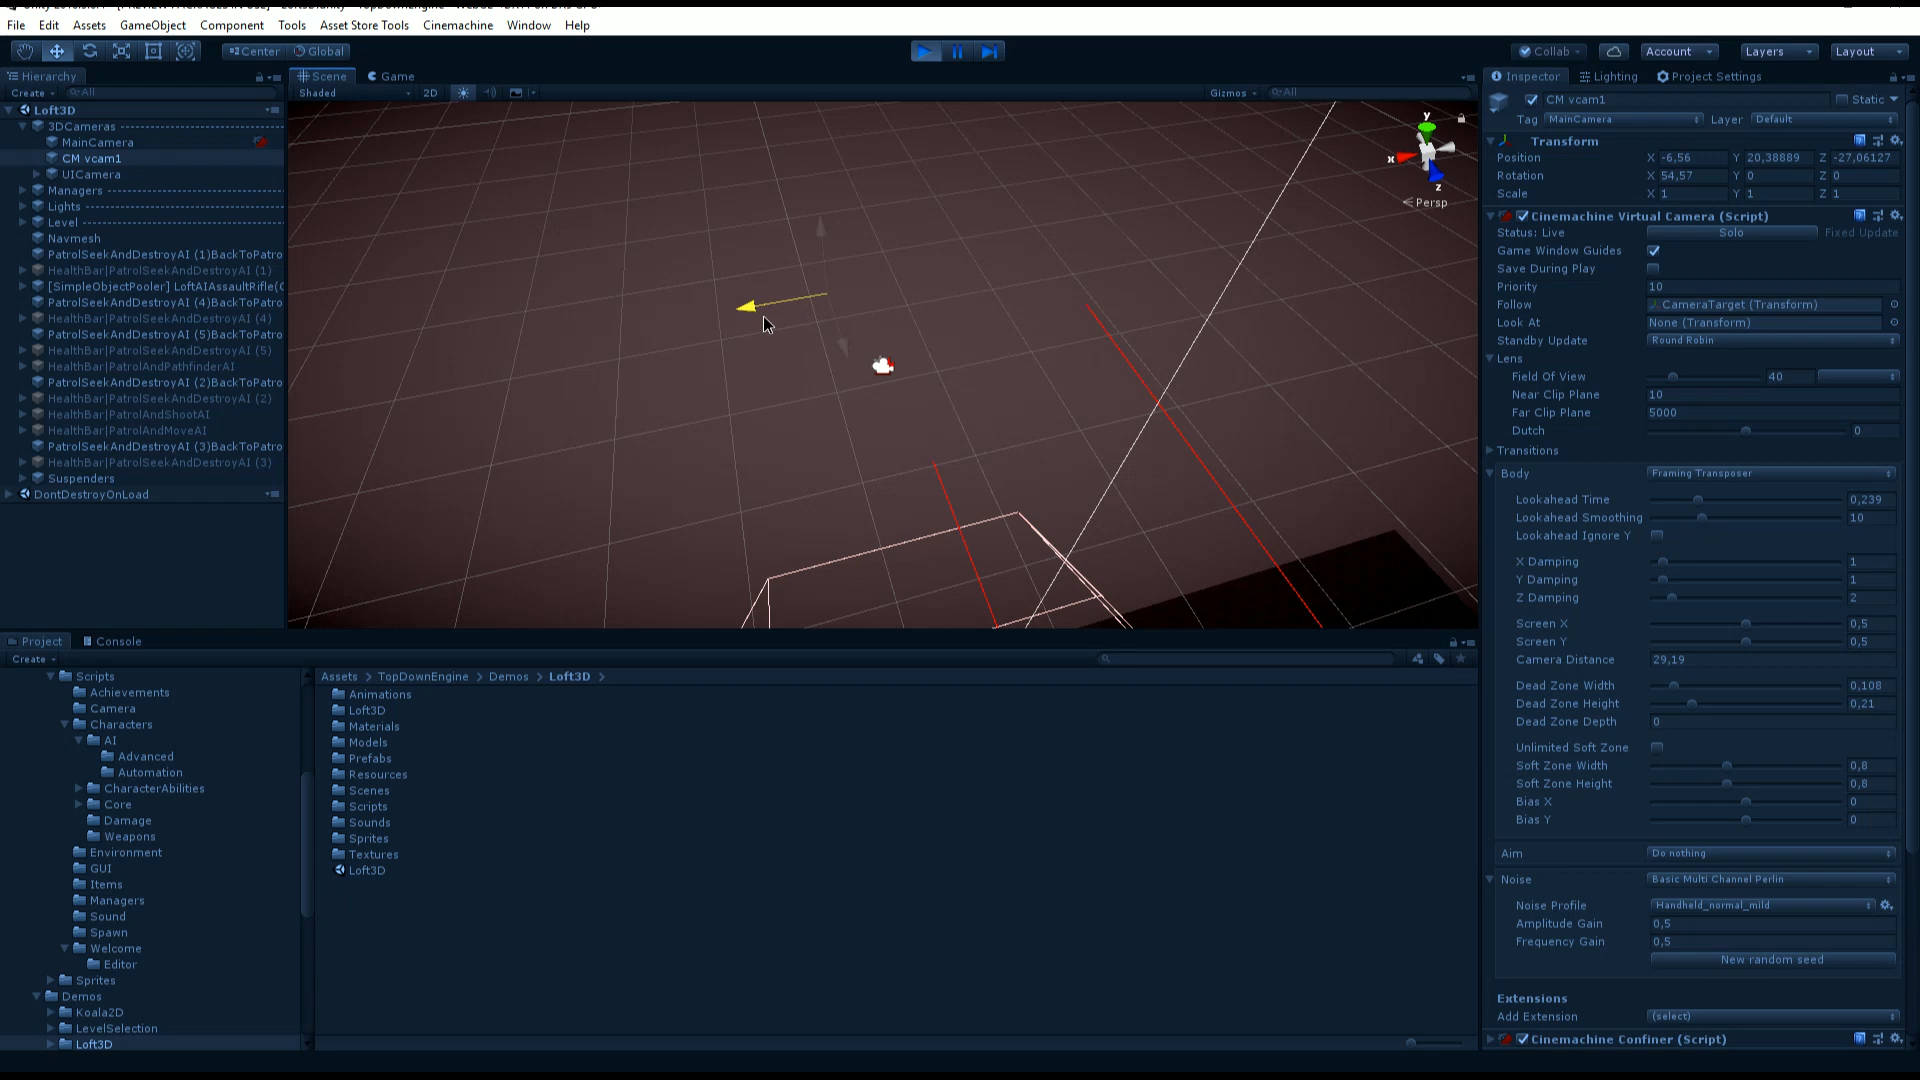 File Edit Assets GameObject Component Tools Asset Store Tools Cinemachine Window Help
Center Global
Collab Account Layers Layout
Hierarchy
Scene Game
Inspector Lighting Project Settings
Create All
Shaded 2D
Gizmos All
CM vcam1 Static
Tag MainCamera Layer Default
Loft3D
3DCameras
MainCamera
CM vcam1
UICamera
Managers
Lights
Level
Navmesh
PatrolSeekAndDestroyAI (1)BackToPatro
HealthBar|PatrolSeekAndDestroyAI (1)
[SimpleObjectPooler] LoftAIAssaultRifle(C
PatrolSeekAndDestroyAI (4)BackToPatro
HealthBar|PatrolSeekAndDestroyAI (4)
PatrolSeekAndDestroyAI (5)BackToPatro
HealthBar|PatrolSeekAndDestroyAI (5)
HealthBar|PatrolAndPathfinderAI
PatrolSeekAndDestroyAI (2)BackToPatro
HealthBar|PatrolSeekAndDestroyAI (2)
HealthBar|PatrolAndShootAI
HealthBar|PatrolAndMoveAI
PatrolSeekAndDestroyAI (3)BackToPatro
HealthBar|PatrolSeekAndDestroyAI (3)
Suspenders
DontDestroyOnLoad
y
x
z
Persp
Transform
Position X -6,56 Y 20,38889 Z -27,06127
Rotation X 54,57 Y 0 Z 0
Scale X 1 Y 1 Z 1
Cinemachine Virtual Camera (Script)
Status: Live Solo Fixed Update
Game Window Guides
Save During Play
Priority 10
Follow CameraTarget (Transform)
Look At None (Transform)
Standby Update Round Robin
Lens
Field Of View 40
Near Clip Plane 10
Far Clip Plane 5000
Dutch 0
Transitions
Body Framing Transposer
Lookahead Time 0,239
Lookahead Smoothing 10
Lookahead Ignore Y
X Damping 1
Y Damping 1
Z Damping 2
Screen X 0,5
Screen Y 0,5
Camera Distance 29,19
Dead Zone Width 0,108
Dead Zone Height 0,21
Dead Zone Depth 0
Unlimited Soft Zone
Soft Zone Width 0,8
Soft Zone Height 0,8
Bias X 0
Bias Y 0
Aim Do nothing
Noise Basic Multi Channel Perlin
Noise Profile Handheld_normal_mild
Amplitude Gain 0,5
Frequency Gain 0,5
New random seed
Extensions
Add Extension (select)
Cinemachine Confiner (Script)
Project Console
Create
Scripts
Achievements
Camera
Characters
AI
Advanced
Automation
CharacterAbilities
Core
Damage
Weapons
Environment
GUI
Items
Managers
Sound
Spawn
Welcome
Editor
Sprites
Demos
Koala2D
LevelSelection
Loft3D
Assets > TopDownEngine > Demos > Loft3D >
Animations
Loft3D
Materials
Models
Prefabs
Resources
Scenes
Scripts
Sounds
Sprites
Textures
Loft3D